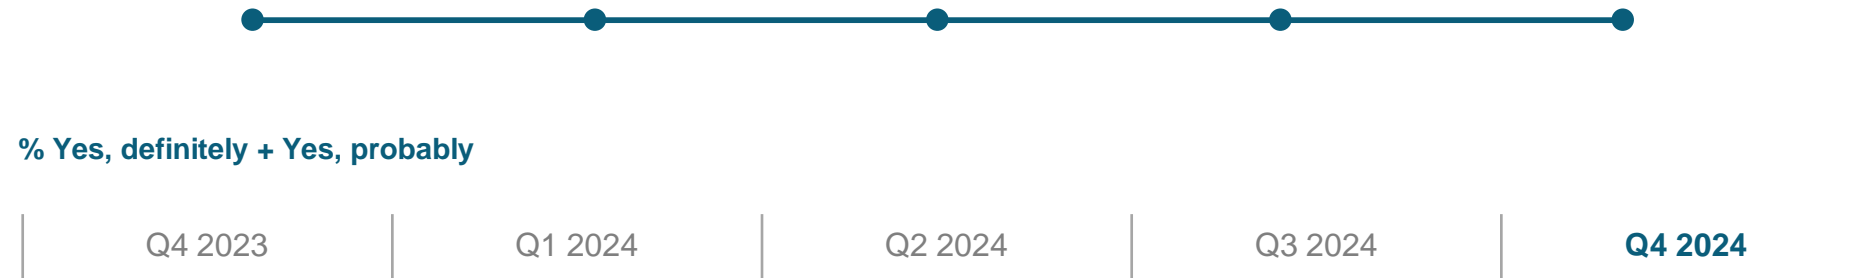 % Yes, definitely + Yes, probably
Q4 2023 Q1 2024 Q2 2024 Q3 2024 Q4 2024